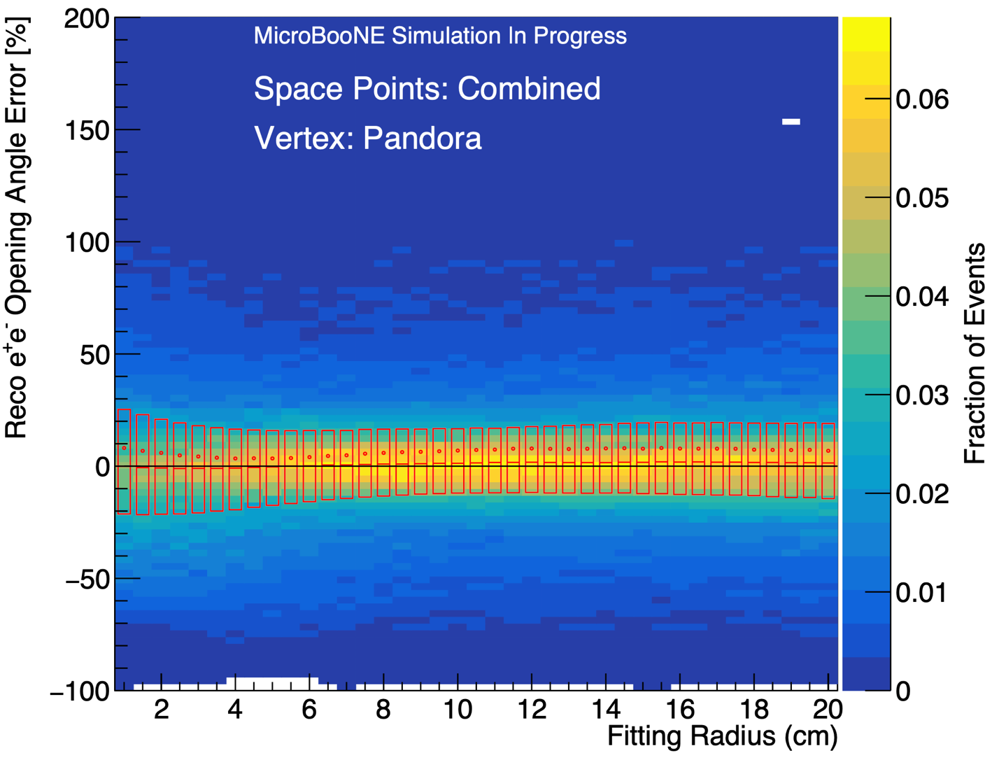 MicroBooNE Simulation In Progress
Space Points: Combined
Vertex: Pandora
Reco e⁺e⁻ Opening Angle Error [%]
200
150
100
50
0
−50
−100
2 4 6 8 10 12 14 16 18 20
Fitting Radius (cm)
0.06
0.05
0.04
0.03
0.02
0.01
0
Fraction of Events